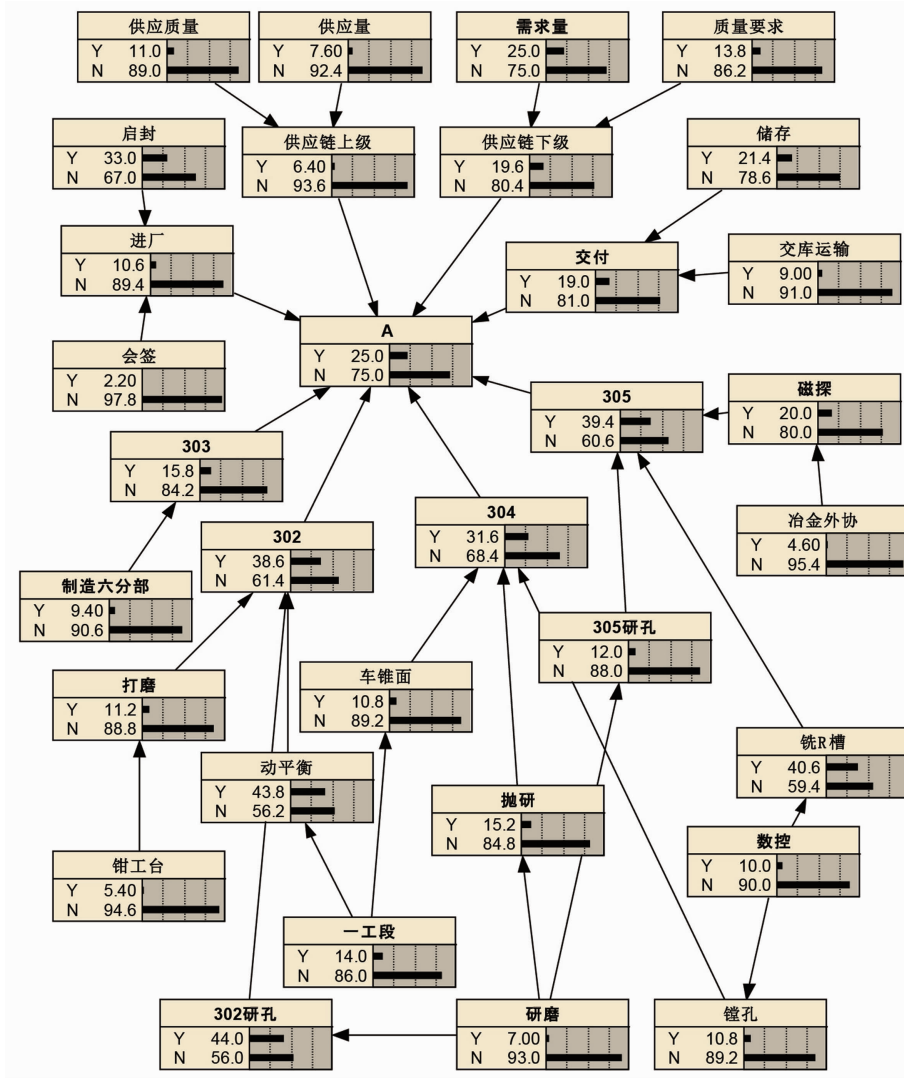 供应质量
Y 11.0
N 89.0
供应量
Y 7.60
N 92.4
需求量
Y 25.0
N 75.0
质量要求
Y 13.8
N 86.2
启封
Y 33.0
N 67.0
供应链上级
Y 6.40
N 93.6
供应链下级
Y 19.6
N 80.4
储存
Y 21.4
N 78.6
进厂
Y 10.6
N 89.4
交付
Y 19.0
N 81.0
交库运输
Y 9.00
N 91.0
A
Y 25.0
N 75.0
会签
Y 2.20
N 97.8
305
Y 39.4
N 60.6
磁探
Y 20.0
N 80.0
303
Y 15.8
N 84.2
304
Y 31.6
N 68.4
冶金外协
Y 4.60
N 95.4
302
Y 38.6
N 61.4
制造六分部
Y 9.40
N 90.6
305研孔
Y 12.0
N 88.0
打磨
Y 11.2
N 88.8
车锥面
Y 10.8
N 89.2
铣R槽
Y 40.6
N 59.4
动平衡
Y 43.8
N 56.2
抛研
Y 15.2
N 84.8
数控
Y 10.0
N 90.0
钳工台
Y 5.40
N 94.6
一工段
Y 14.0
N 86.0
302研孔
Y 44.0
N 56.0
研磨
Y 7.00
N 93.0
镗孔
Y 10.8
N 89.2